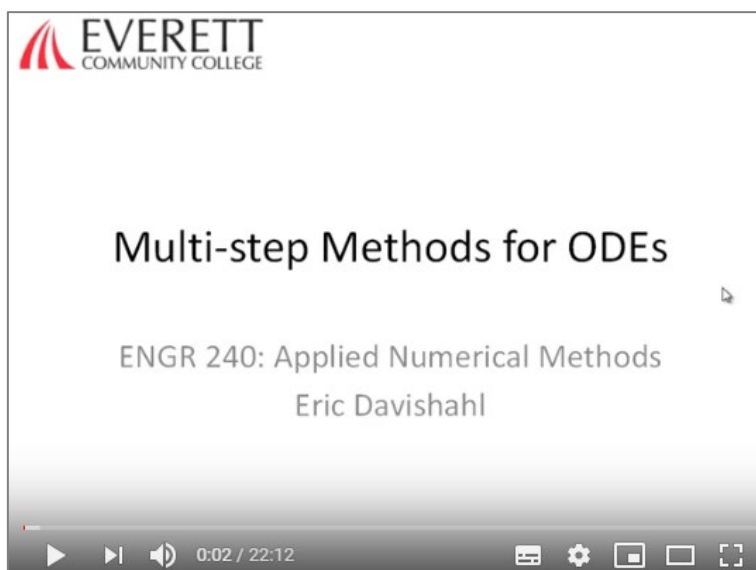 EVERETT
COMMUNITY COLLEGE
Multi-step Methods for ODEs
ENGR 240: Applied Numerical Methods
Eric Davishahl
0:02 / 22:12